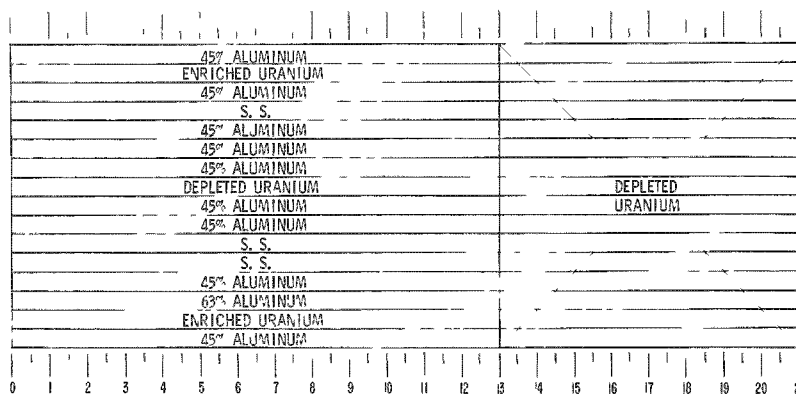 45% ALUMINUM
ENRICHED URANIUM
45% ALUMINUM
S. S.
45% ALUMINUM
45% ALUMINUM
45% ALUMINUM
DEPLETED URANIUM
45% ALUMINUM
45% ALUMINUM
S. S.
S. S.
45% ALUMINUM
63% ALUMINUM
ENRICHED URANIUM
45% ALUMINUM
DEPLETED
URANIUM
0 1 2 3 4 5 6 7 8 9 10 11 12 13 14 15 16 17 18 19 20